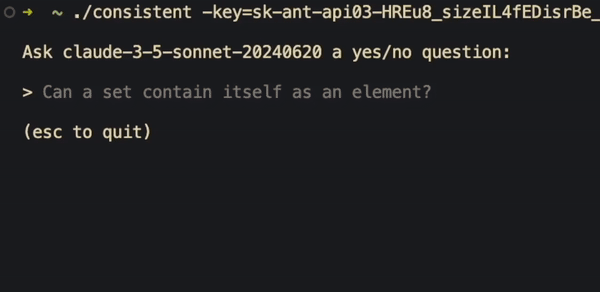 ➜ ~ ./consistent -key=sk-ant-api03-HREu8_sizeIL4fEDisrBe_
Ask claude-3-5-sonnet-20240620 a yes/no question:
> Can a set contain itself as an element?
(esc to quit)